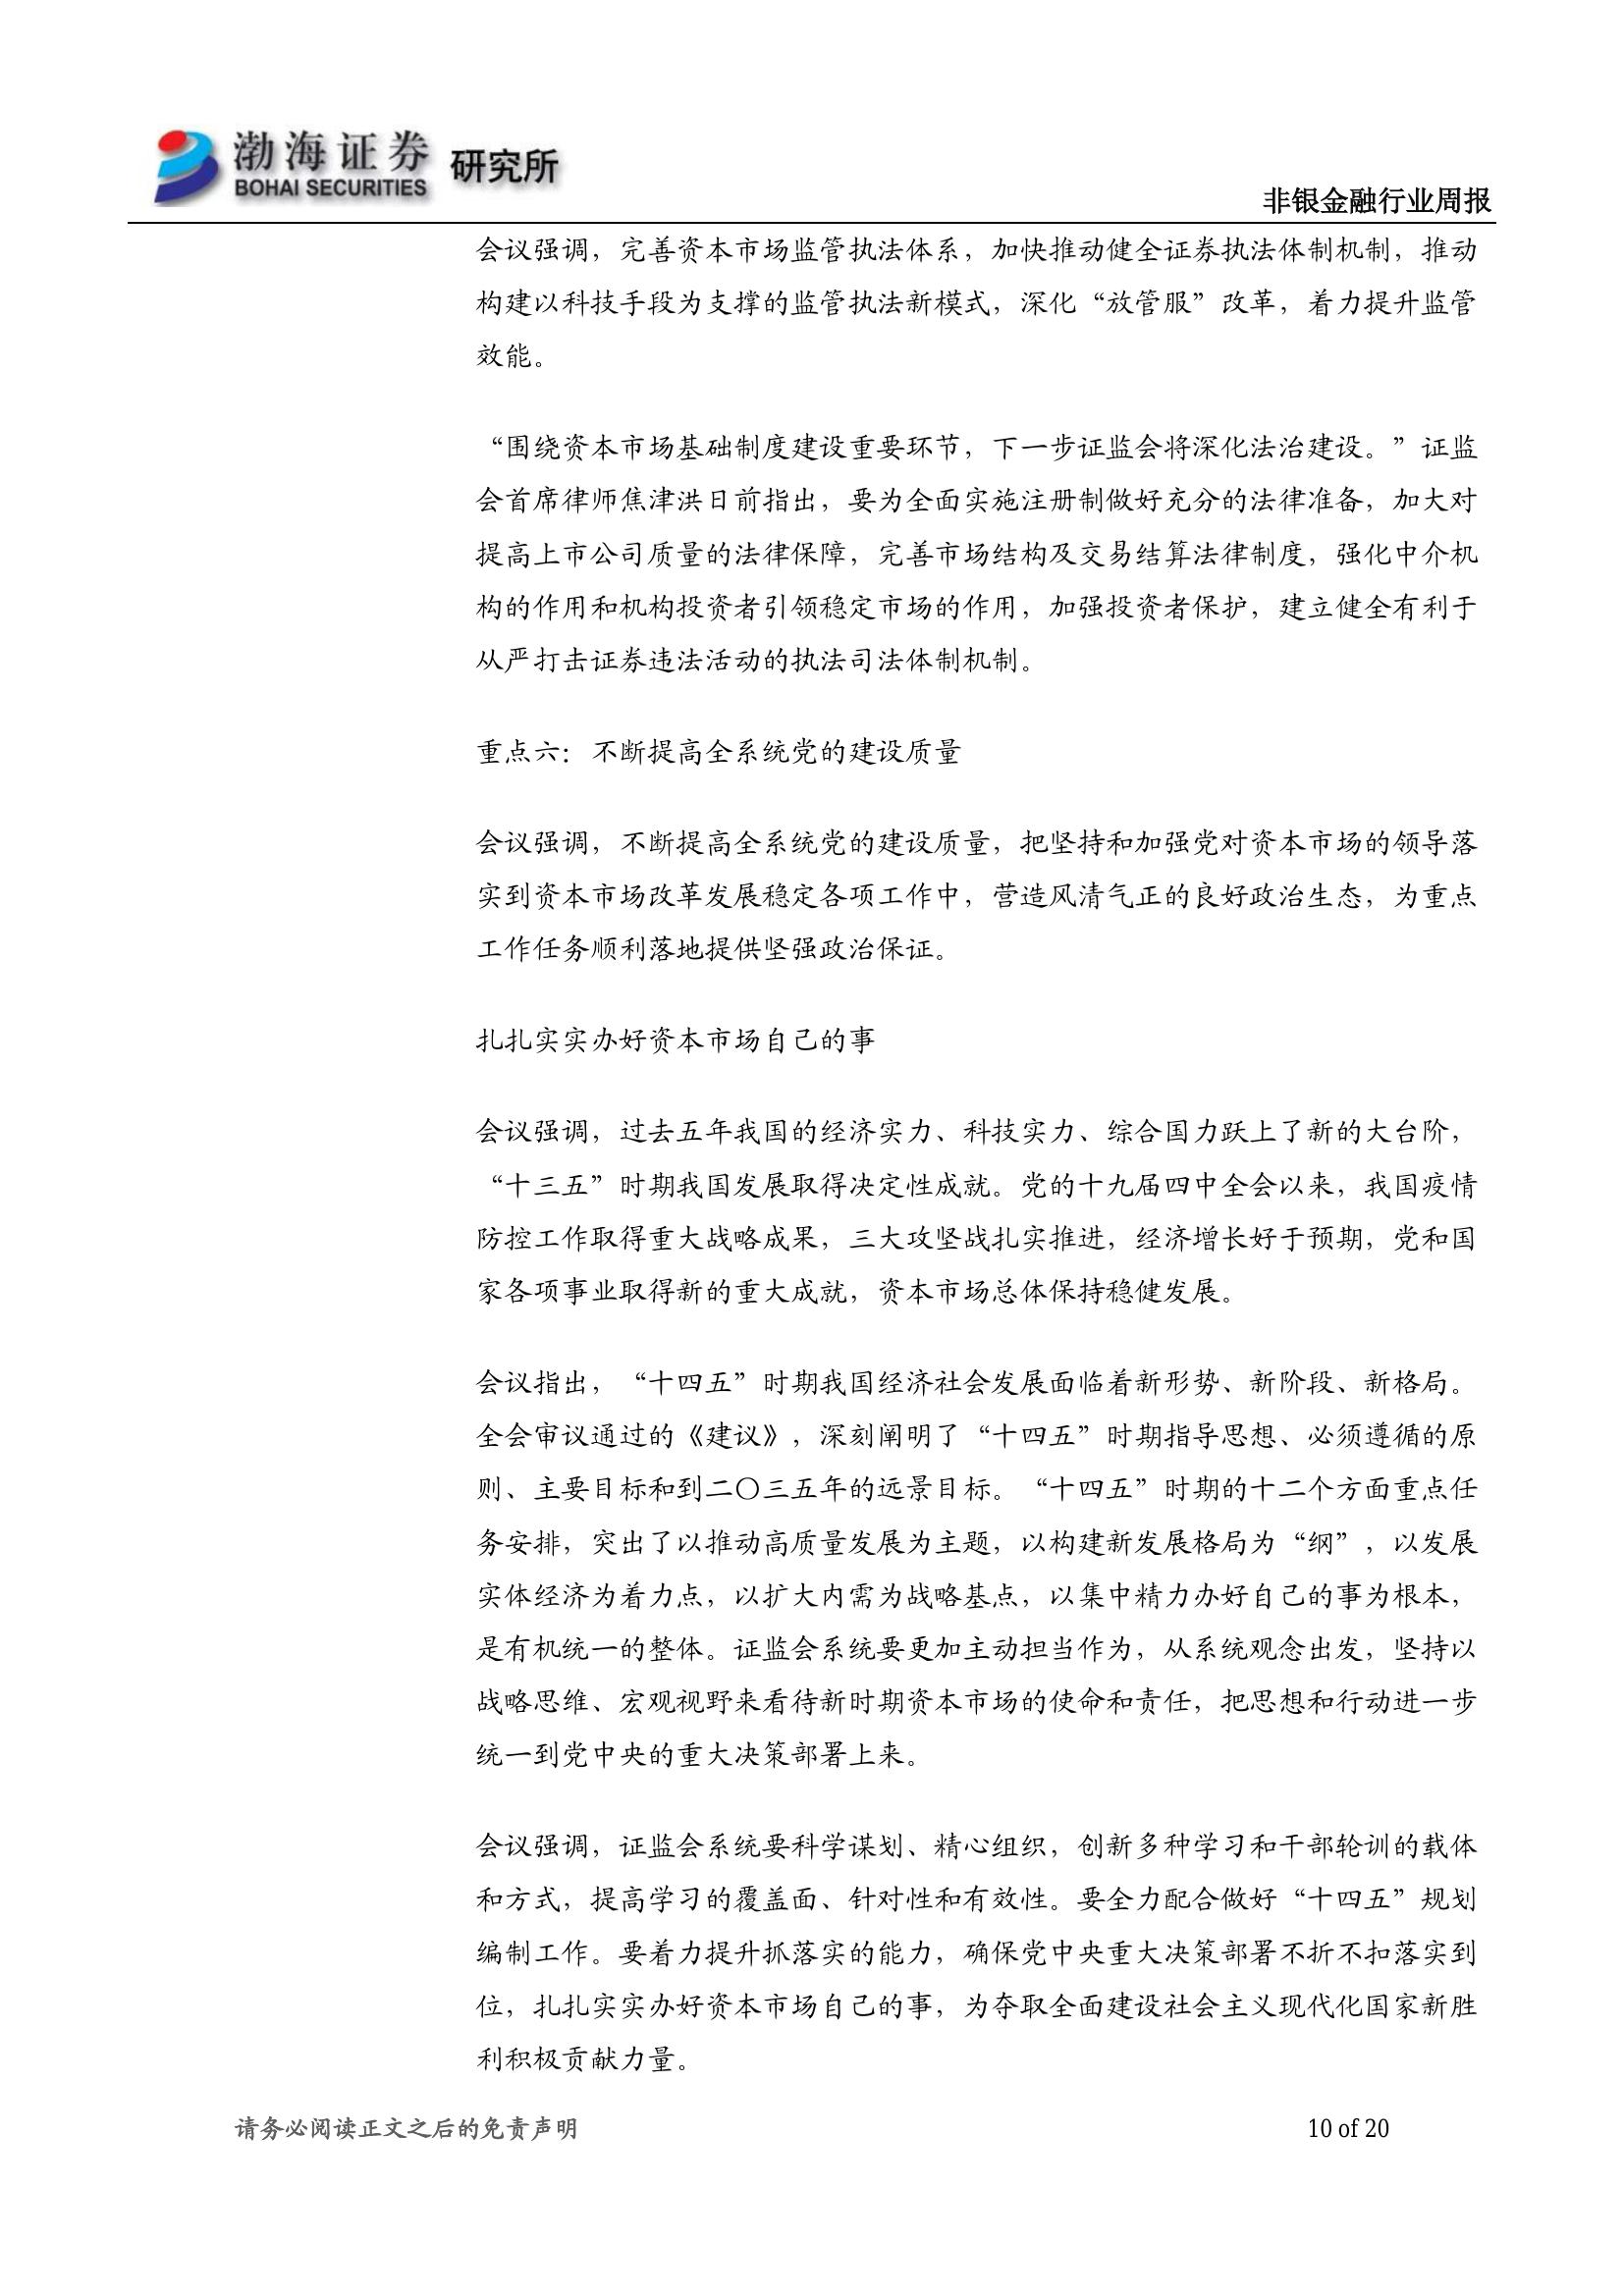 渤海证券 研究所
BOHAI SECURITIES
非银金融行业周报
会议强调，完善资本市场监管执法体系，加快推动健全证券执法体制机制，推动
构建以科技手段为支撑的监管执法新模式，深化“放管服”改革，着力提升监管
效能。
“围绕资本市场基础制度建设重要环节，下一步证监会将深化法治建设。”证监
会首席律师焦津洪日前指出，要为全面实施注册制做好充分的法律准备，加大对
提高上市公司质量的法律保障，完善市场结构及交易结算法律制度，强化中介机
构的作用和机构投资者引领稳定市场的作用，加强投资者保护，建立健全有利于
从严打击证券违法活动的执法司法体制机制。
重点六：不断提高全系统党的建设质量
会议强调，不断提高全系统党的建设质量，把坚持和加强党对资本市场的领导落
实到资本市场改革发展稳定各项工作中，营造风清气正的良好政治生态，为重点
工作任务顺利落地提供坚强政治保证。
扎扎实实办好资本市场自己的事
会议强调，过去五年我国的经济实力、科技实力、综合国力跃上了新的大台阶，
“十三五”时期我国发展取得决定性成就。党的十九届四中全会以来，我国疫情
防控工作取得重大战略成果，三大攻坚战扎实推进，经济增长好于预期，党和国
家各项事业取得新的重大成就，资本市场总体保持稳健发展。
会议指出，“十四五”时期我国经济社会发展面临着新形势、新阶段、新格局。
全会审议通过的《建议》，深刻阐明了“十四五”时期指导思想、必须遵循的原
则、主要目标和到二〇三五年的远景目标。“十四五”时期的十二个方面重点任
务安排，突出了以推动高质量发展为主题，以构建新发展格局为“纲”，以发展
实体经济为着力点，以扩大内需为战略基点，以集中精力办好自己的事为根本，
是有机统一的整体。证监会系统要更加主动担当作为，从系统观念出发，坚持以
战略思维、宏观视野来看待新时期资本市场的使命和责任，把思想和行动进一步
统一到党中央的重大决策部署上来。
会议强调，证监会系统要科学谋划、精心组织，创新多种学习和干部轮训的载体
和方式，提高学习的覆盖面、针对性和有效性。要全力配合做好“十四五”规划
编制工作。要着力提升抓落实的能力，确保党中央重大决策部署不折不扣落实到
位，扎扎实实办好资本市场自己的事，为夺取全面建设社会主义现代化国家新胜
利积极贡献力量。
请务必阅读正文之后的免责声明
10 of 20